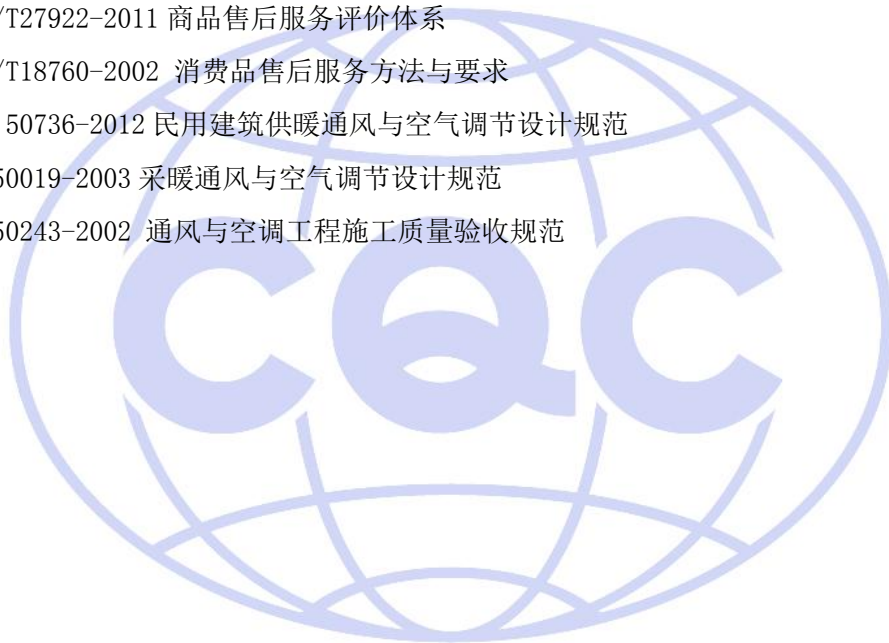 /T27922-2011 商品售后服务评价体系
/T18760-2002 消费品售后服务方法与要求
50736-2012 民用建筑供暖通风与空气调节设计规范
50019-2003 采暖通风与空气调节设计规范
50243-2002 通风与空调工程施工质量验收规范
CQC